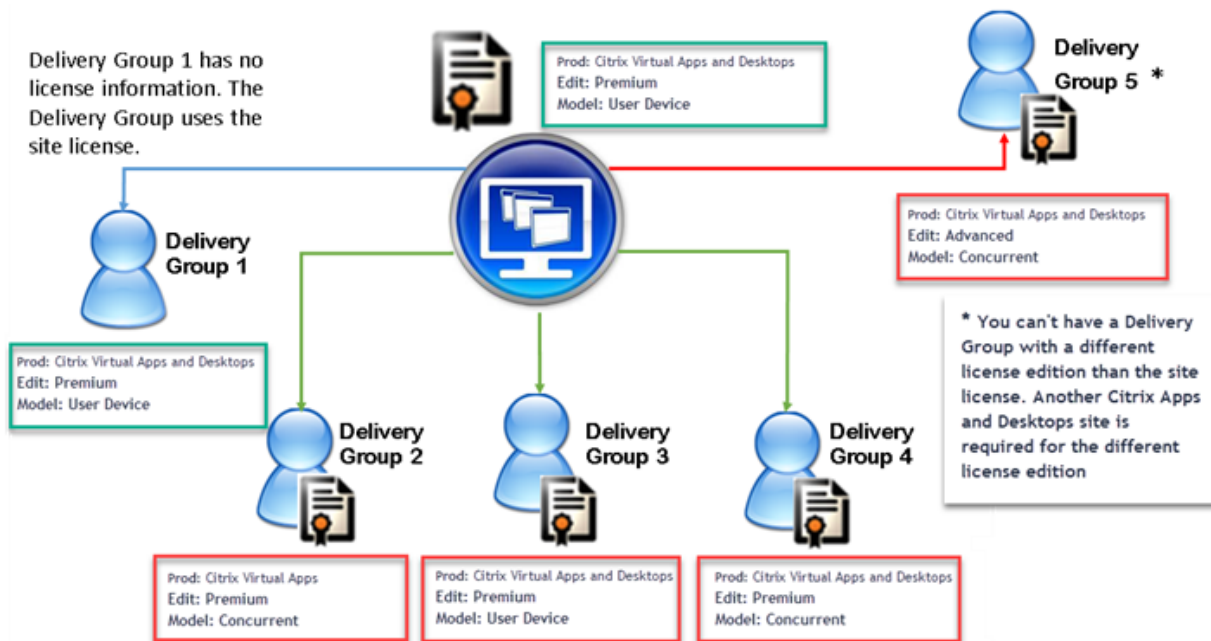 Delivery Group 1 has no
license information. The
Delivery Group uses the
site license.
Prod: Citrix Virtual Apps and Desktops
Edit: Premium
Model: User Device
Delivery
Group 5 *
Prod: Citrix Virtual Apps and Desktops
Edit: Advanced
Model: Concurrent
Delivery
Group 1
Prod: Citrix Virtual Apps and Desktops
Edit: Premium
Model: User Device
* You can't have a Delivery
Group with a different
license edition than the site
license. Another Citrix Apps
and Desktops site is
required for the different
license edition
Delivery
Group 2
Delivery
Group 3
Delivery
Group 4
Prod: Citrix Virtual Apps
Edit: Premium
Model: Concurrent
Prod: Citrix Virtual Apps and Desktops
Edit: Premium
Model: User Device
Prod: Citrix Virtual Apps and Desktops
Edit: Premium
Model: Concurrent